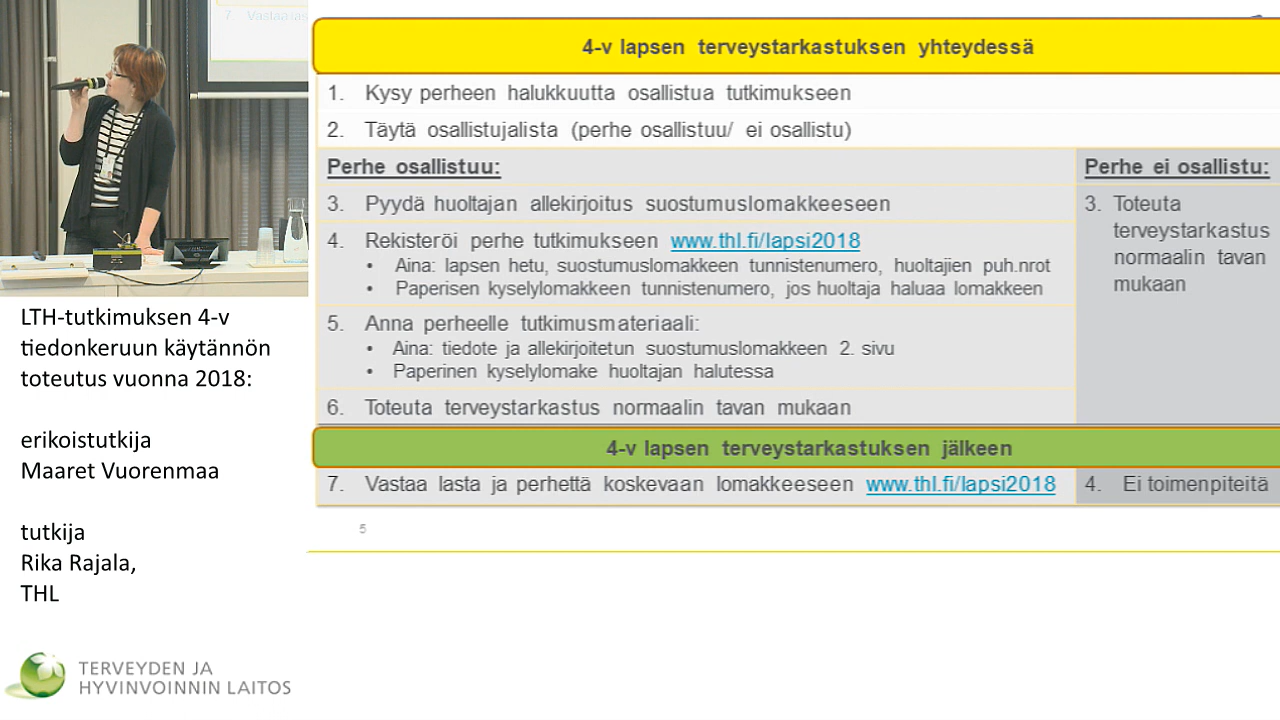 7 Vastaa las
LTH-tutkimuksen 4-v
tiedonkeruun käytännön
toteutus vuonna 2018:
erikoistutkija
Maaret Vuorenmaa
tutkija
Rika Rajala,
THL
TERVEYDEN JA
HYVINVOINNIN LAITOS
4-v lapsen terveystarkastuksen yhteydessä
1. Kysy perheen halukkuutta osallistua tutkimukseen
2. Täytä osallistujalista (perhe osallistuu/ ei osallistu)
Perhe osallistuu:
3. Pyydä huoltajan allekirjoitus suostumuslomakkeeseen
4. Rekisteröi perhe tutkimukseen www.thl.fi/lapsi2018
• Aina: lapsen hetu, suostumuslomakkeen tunnistenumero, huoltajien puh.nrot
• Paperisen kyselylomakkeen tunnistenumero, jos huoltaja haluaa lomakkeen
5. Anna perheelle tutkimusmateriaali:
• Aina: tiedote ja allekirjoitetun suostumuslomakkeen 2. sivu
• Paperinen kyselylomake huoltajan halutessa
6. Toteuta terveystarkastus normaalin tavan mukaan
Perhe ei osallistu:
3. Toteuta
terveystarkastus
normaalin tavan
mukaan
4-v lapsen terveystarkastuksen jälkeen
7. Vastaa lasta ja perhettä koskevaan lomakkeeseen www.thl.fi/lapsi2018
4. Ei toimenpiteitä
5